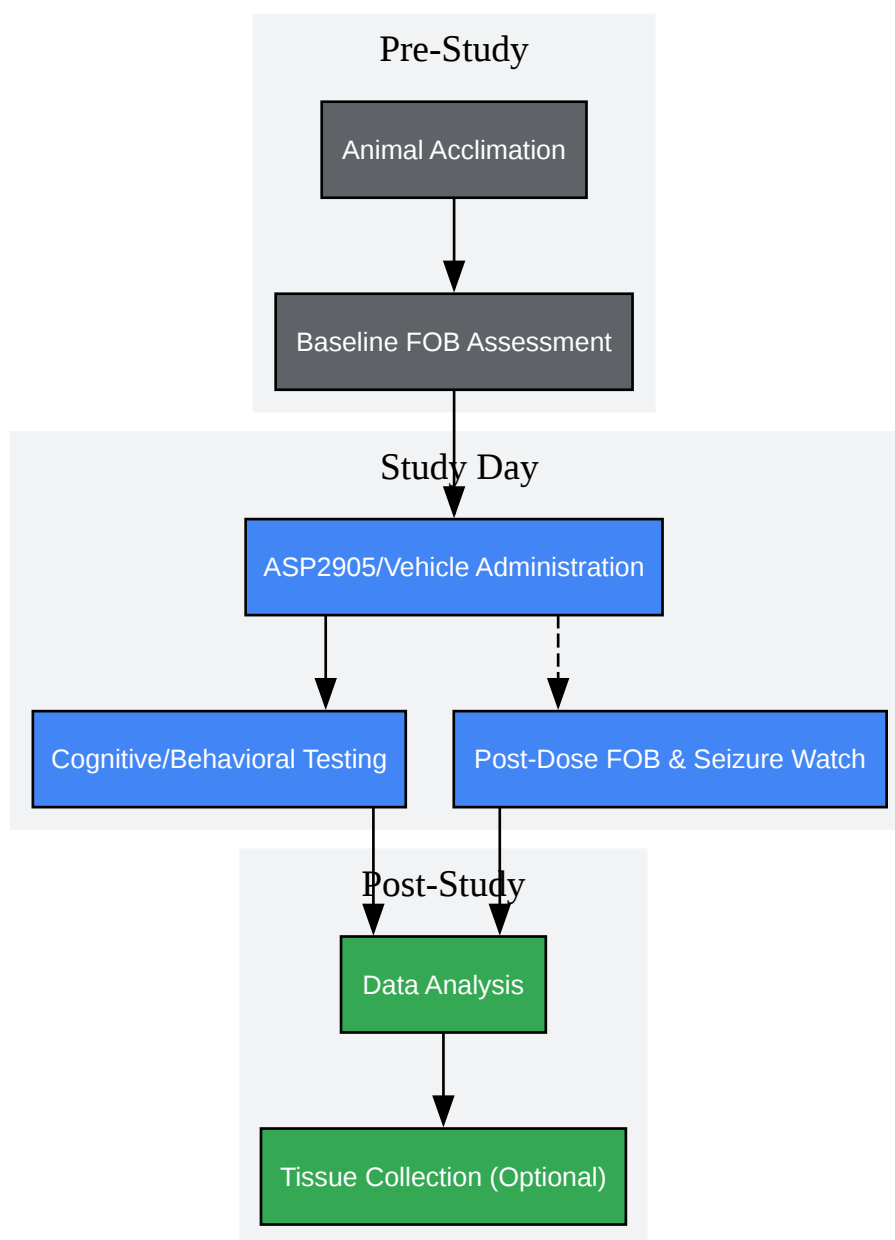 Pre-Study
Animal Acclimation
Baseline FOB Assessment
Study Day
ASP2905/Vehicle Administration
Cognitive/Behavioral Testing
Post-Dose FOB & Seizure Watch
Post-Study
Data Analysis
Tissue Collection (Optional)